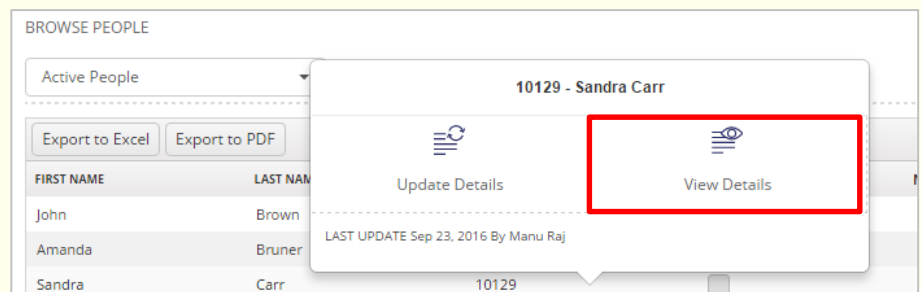 BROWSE PEOPLE
Active People
10129 - Sandra Carr
Export to Excel Export to PDF
Update Details View Details
FIRST NAME LAST NAM
John Brown
LAST UPDATE Sep 23, 2016 By Manu Raj
Amanda Bruner
Sandra Carr 10129